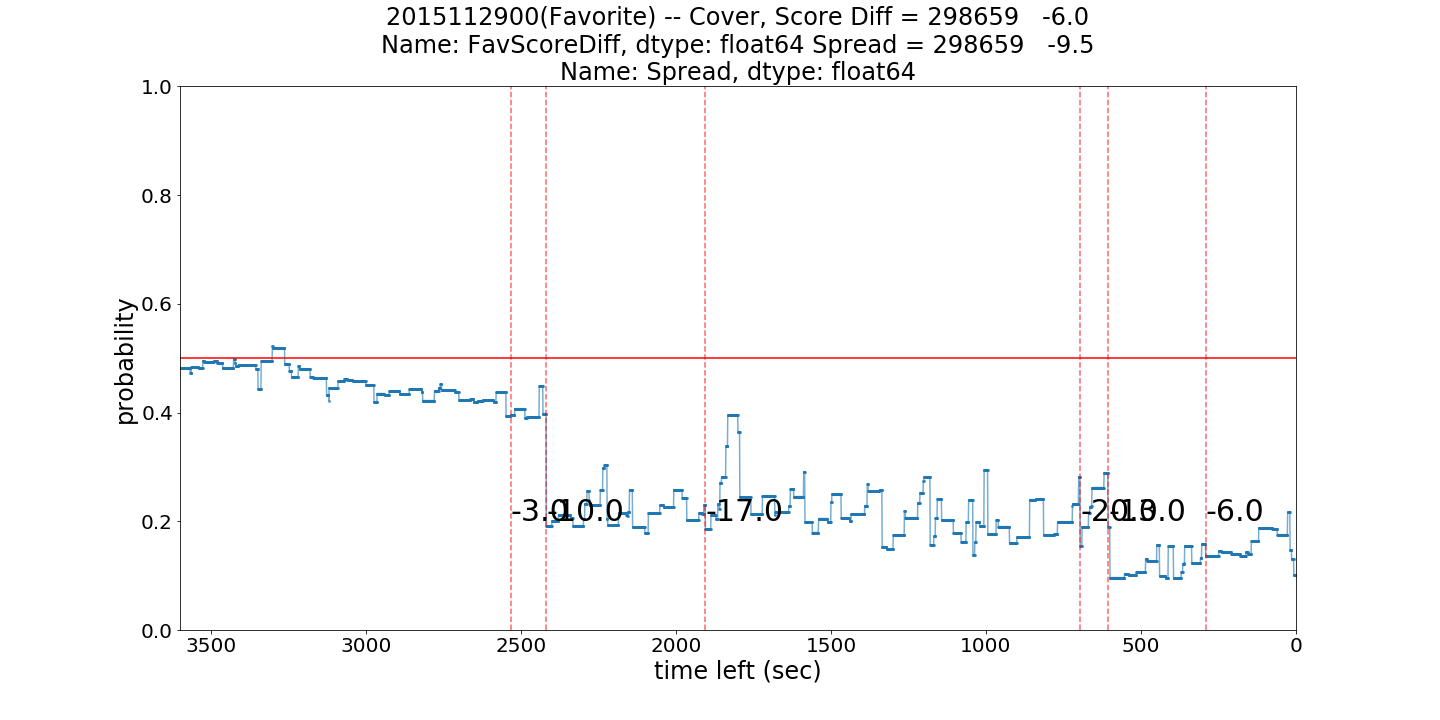 2015112900(Favorite) -- Cover, Score Diff = 298659   -6.0
Name: FavScoreDiff, dtype: float64 Spread = 298659   -9.5
Name: Spread, dtype: float64
1.0
0.8
0.6
0.4
0.2
0.0
probability
-3.0
-10.0
-17.0
-20.0
-13.0
-6.0
3500 3000 2500 2000 1500 1000 500 0
time left (sec)